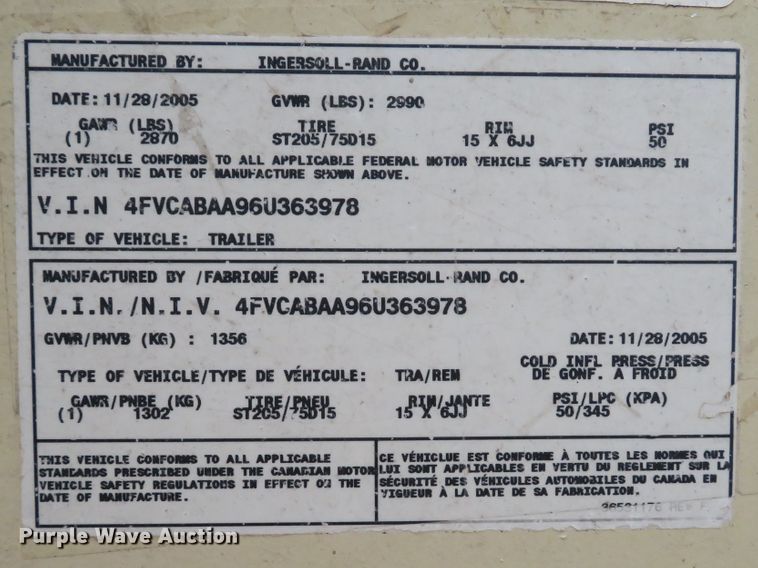 MANUFACTURED BY: INGERSOLL-RAND CO.
DATE: 11/28/2005 GVWR (LBS): 2990
GAWR (LBS) TIRE RIM PSI
(1) 2870 ST205/75D15 15 X 6JJ 50
THIS VEHICLE CONFORMS TO ALL APPLICABLE FEDERAL MOTOR VEHICLE SAFETY STANDARDS IN
EFFECT ON THE DATE OF MANUFACTURE SHOWN ABOVE.
V.I.N 4FVCABAA96U363978
TYPE OF VEHICLE: TRAILER
MANUFACTURED BY /FABRIQUÉ PAR: INGERSOLL-RAND CO.
V.I.N./N.I.V. 4FVCABAA96U363978
GVWR/PNVB (KG) : 1356 DATE: 11/28/2005
COLD INFL PRESS/PRESS
TYPE OF VEHICLE/TYPE DE VÉHICULE: TRA/REM DE GONF. A FROID
GAWR/PNBE (KG) TIRE/PNEU RIM/JANTE PSI/LPC (KPA)
(1) 1302 ST205/75D15 15 X 6JJ 50/345
THIS VEHICLE CONFORMS TO ALL APPLICABLE
STANDARDS PRESCRIBED UNDER THE CANADIAN MOTOR
VEHICLE SAFETY REGULATIONS IN EFFECT ON THE
DATE OF MANUFACTURE.
CE VÉHICLUE EST CONFORME À TOUTES LES NORMES QUI
LUI SONT APPLICABLES EN VERTU DU REGLEMENT SUR LA
SÉCURITÉ DES VÉHICULES AUTOMOBILES DU CANADA EN
VIGUEUR À LA DATE DE SA FABRICATION.
36531176 REV
Purple Wave Auction